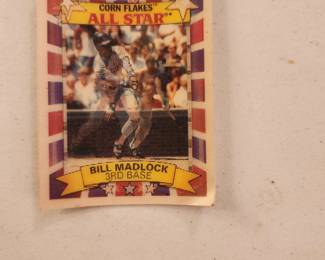 CORN FLAKES
ALL STAR
BILL MADLOCK
3RD BASE